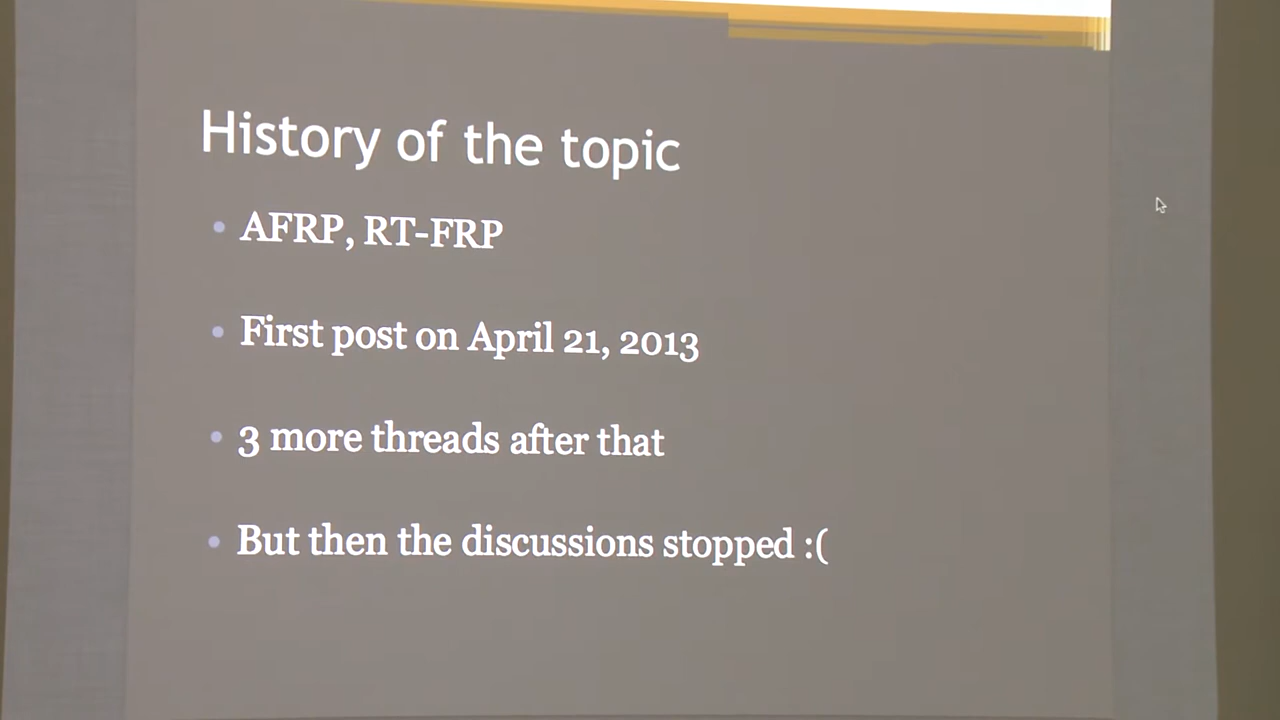 History of the topic
AFRP, RT-FRP
First post on April 21, 2013
3 more threads after that
But then the discussions stopped :(